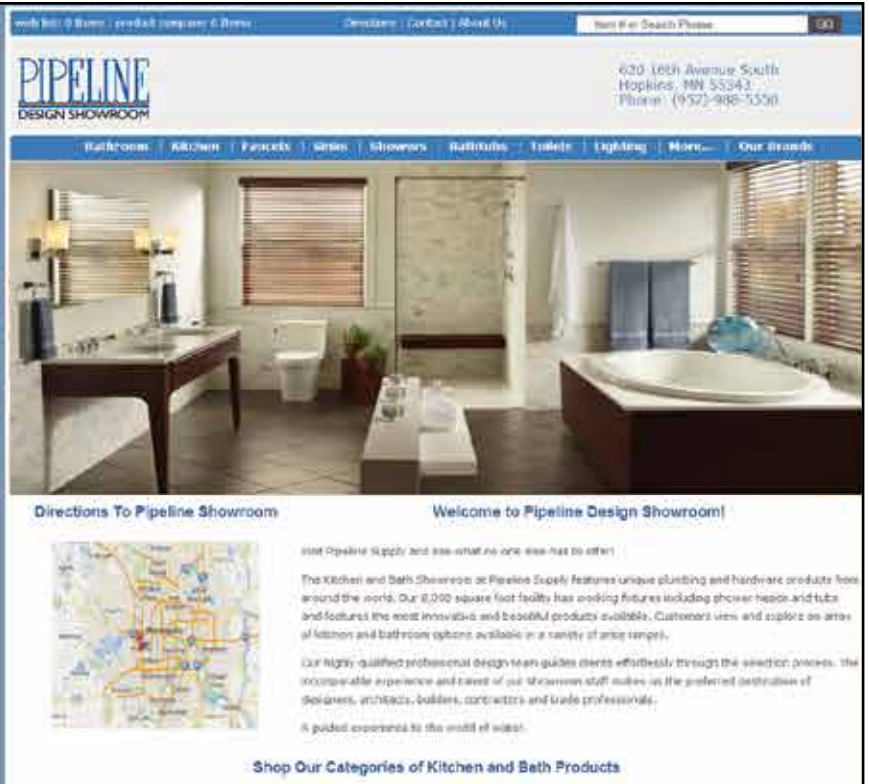 web list: 0 Items | product compare: 0 Items
Directions | Contact | About Us
Item # or Search Phrase
GO
PIPELINE
DESIGN SHOWROOM
620 16th Avenue South
Hopkins, MN 55343
Phone: (952)-988-5550
Bathroom | Kitchen | Faucets | Sinks | Showers | Bathtubs | Toilets | Lighting | More... | Our Brands
Directions To Pipeline Showroom
Welcome to Pipeline Design Showroom!
Visit Pipeline Supply and see what no one else has to offer!
The Kitchen and Bath Showroom at Pipeline Supply features unique plumbing and hardware products from
around the world. Our 8,000 square foot facility has working fixtures including shower heads and tubs
and features the most innovative and beautiful products available. Customers view and explore an array
of kitchen and bathroom options available in a variety of price ranges.
Our highly qualified professional design team guides clients effortlessly through the selection process. The
incomparable experience and talent of our showroom staff makes us the preferred destination of
designers, architects, builders, contractors and trade professionals.
A guided experience to the world of water.
Shop Our Categories of Kitchen and Bath Products